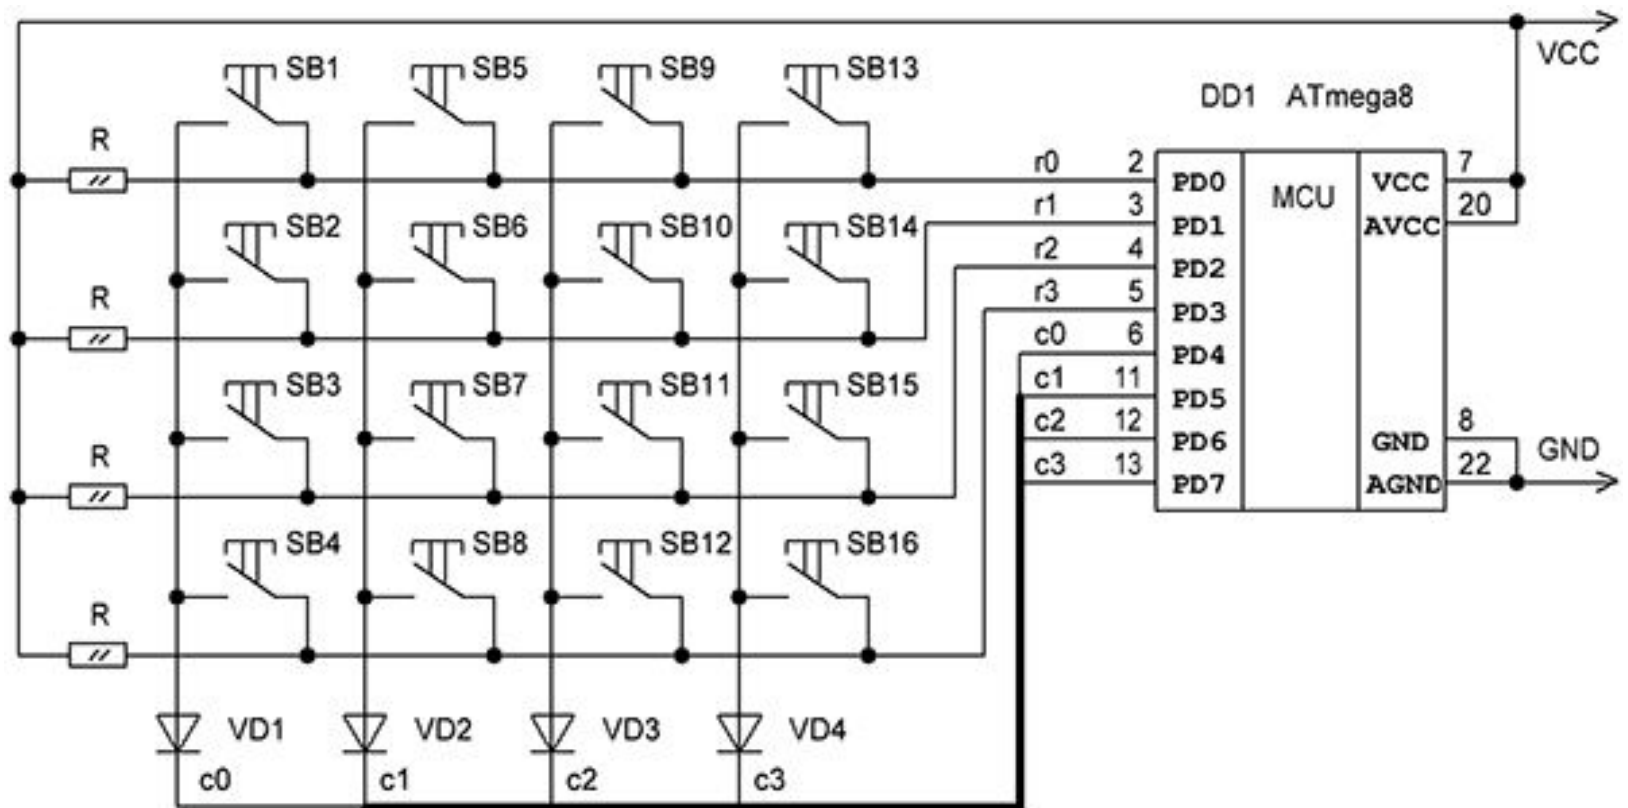 VCC
SB1 SB5 SB9 SB13
DD1 ATmega8
R
r0 2 PD0 MCU VCC 7
SB2 SB6 SB10 SB14
r1 3 PD1 AVCC 20
r2 4 PD2
R
r3 5 PD3
c0 6 PD4
SB3 SB7 SB11 SB15
c1 11 PD5
c2 12 PD6 GND 8
R
c3 13 PD7 AGND 22 GND
SB4 SB8 SB12 SB16
R
VD1 VD2 VD3 VD4
c0 c1 c2 c3